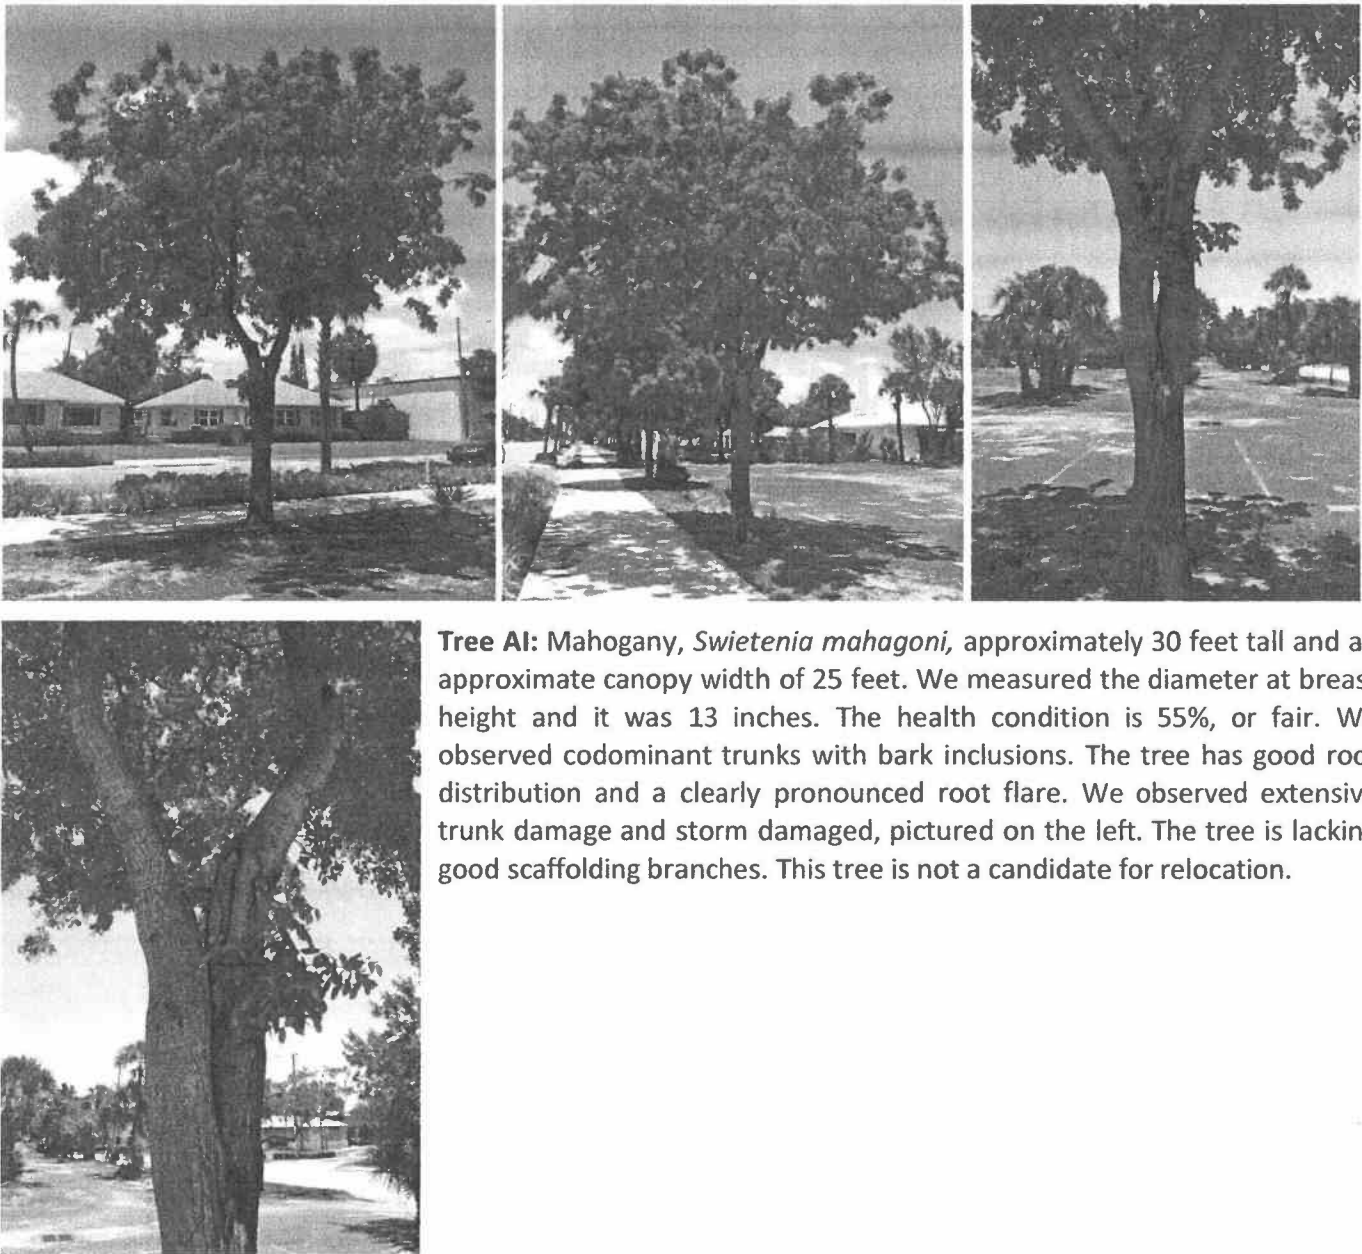 Tree AI: Mahogany, Swietenia mahagoni, approximately 30 feet tall and a
approximate canopy width of 25 feet. We measured the diameter at breas
height and it was 13 inches. The health condition is 55%, or fair. W
observed codominant trunks with bark inclusions. The tree has good roo
distribution and a clearly pronounced root flare. We observed extensiv
trunk damage and storm damaged, pictured on the left. The tree is lackin
good scaffolding branches. This tree is not a candidate for relocation.